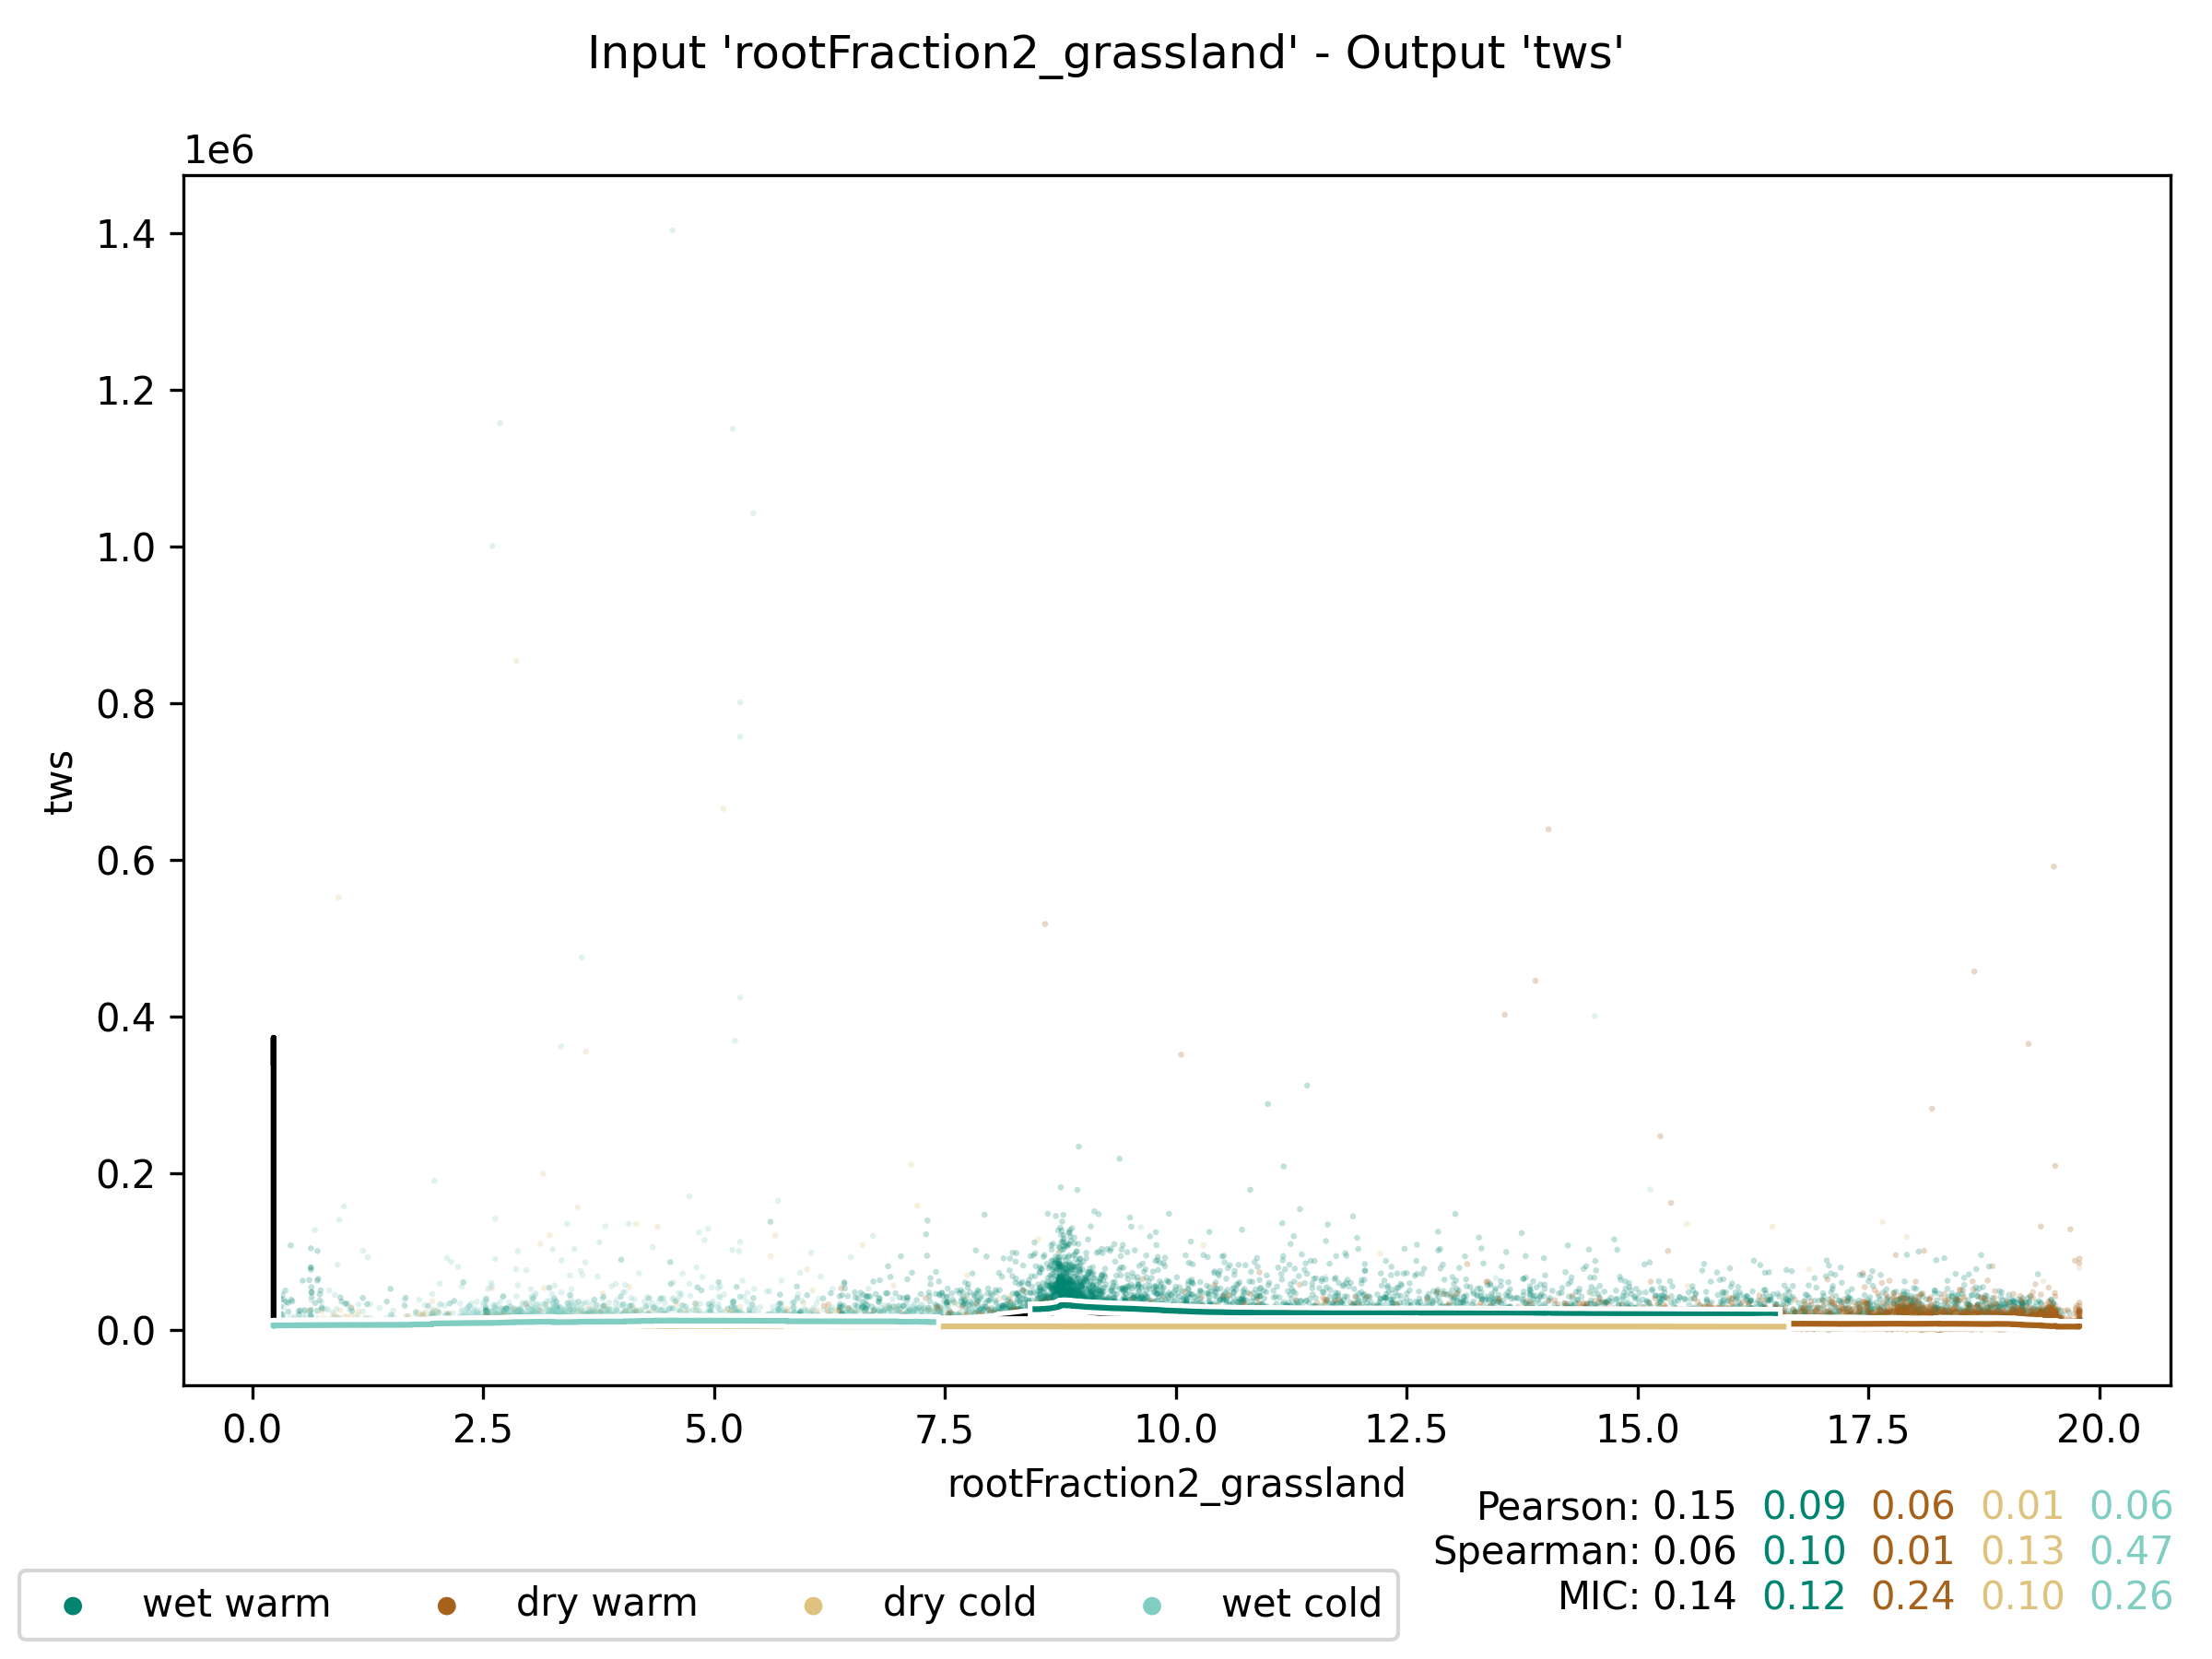 Input 'rootFraction2_grassland' - Output 'tws'
1e6
1.4
1.2
1.0
0.8
0.6
0.4
0.2
0.0
tws
0.0 2.5 5.0 7.5 10.0 12.5 15.0 17.5 20.0
rootFraction2_grassland
Pearson: 0.15 0.09 0.06 0.01 0.06
Spearman: 0.06 0.10 0.01 0.13 0.47
MIC: 0.14 0.12 0.24 0.10 0.26
wet warm dry warm dry cold wet cold